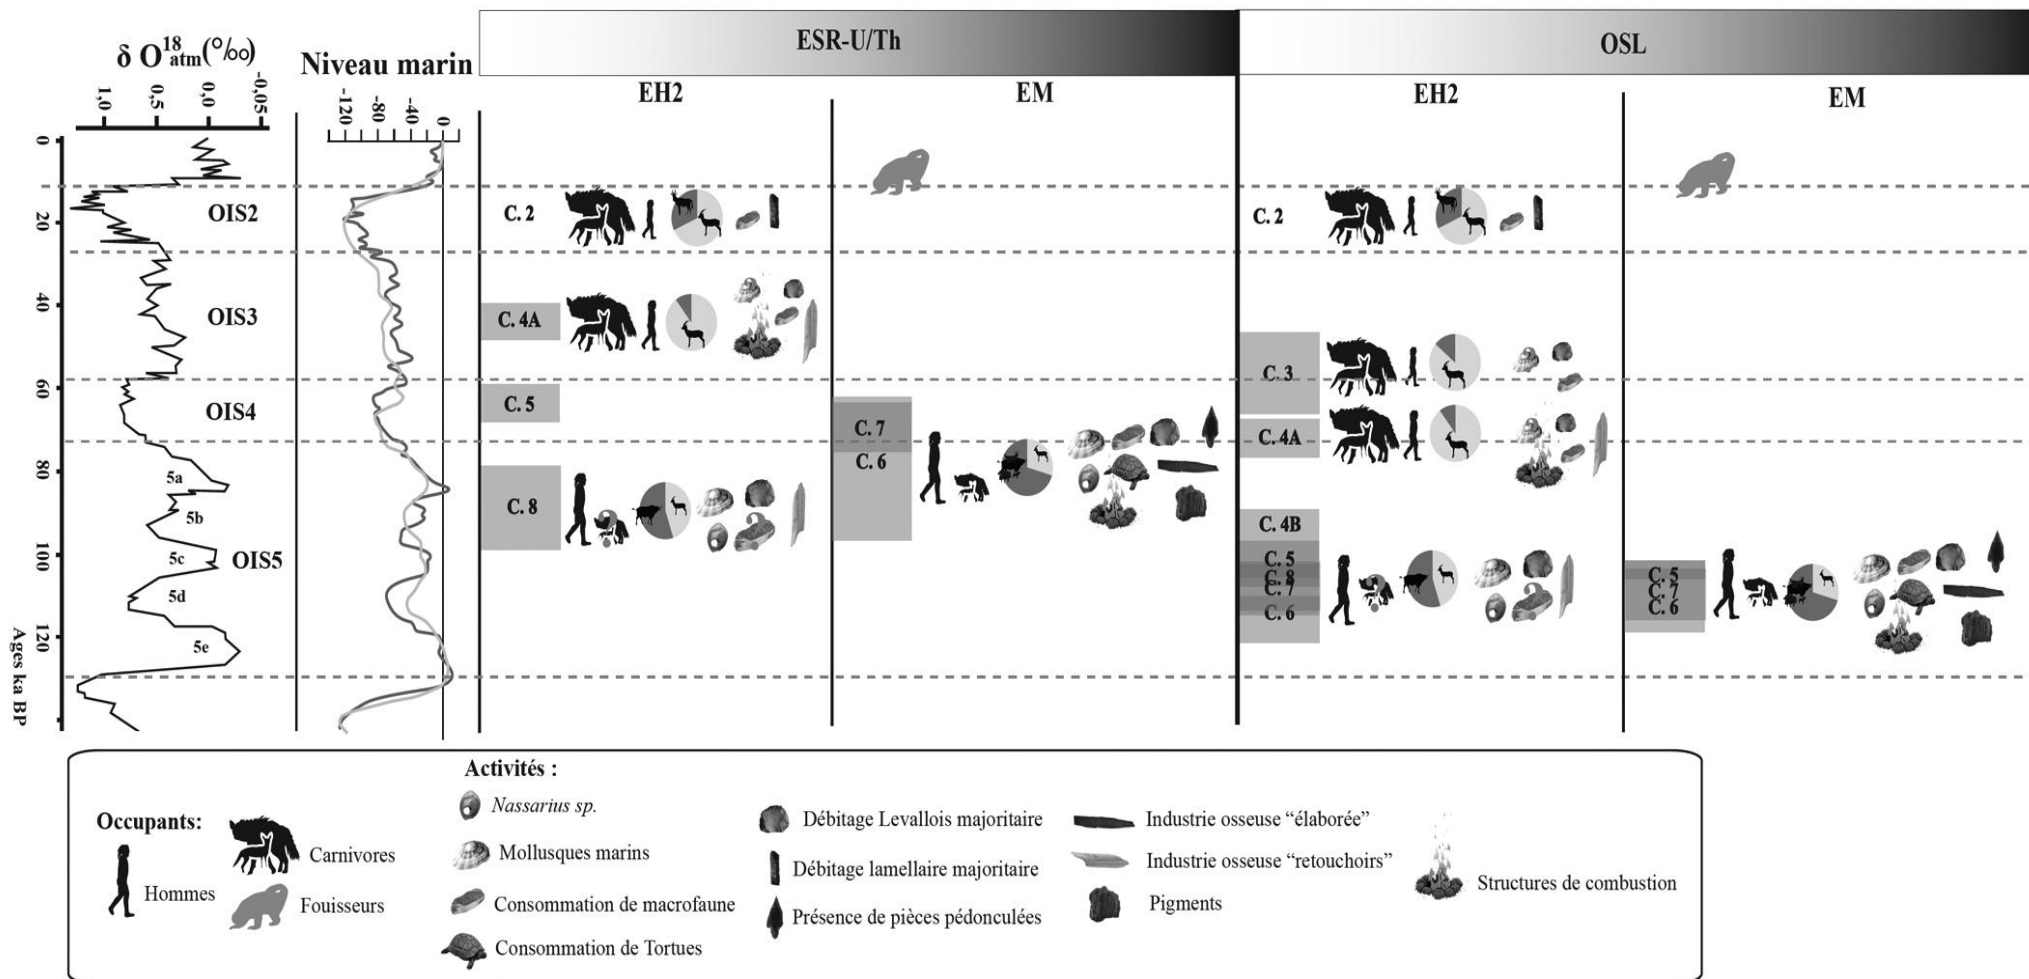 δ O18atm(°/oo)
-0,05
0,0
0,5
1,0
Niveau marin
-120
-80
-40
0
ESR-U/Th
EH2
EM
OSL
EH2
EM
0
20
40
60
80
100
120
Ages ka BP
OIS2
OIS3
OIS4
5a
5b
5c
OIS5
5d
5e
C. 2
C. 4A
C. 5
C. 8
C. 7
C. 6
C. 2
C. 3
C. 4A
C. 4B
C. 5
C. 8
C. 7
C. 6
C. 5
C. 7
C. 6
Occupants:
Hommes
Carnivores
Fouisseurs
Activités :
Nassarius sp.
Mollusques marins
Consommation de macrofaune
Consommation de Tortues
Débitage Levallois majoritaire
Débitage lamellaire majoritaire
Présence de pièces pédonculées
Industrie osseuse “élaborée”
Industrie osseuse “retouchoirs”
Pigments
Structures de combustion